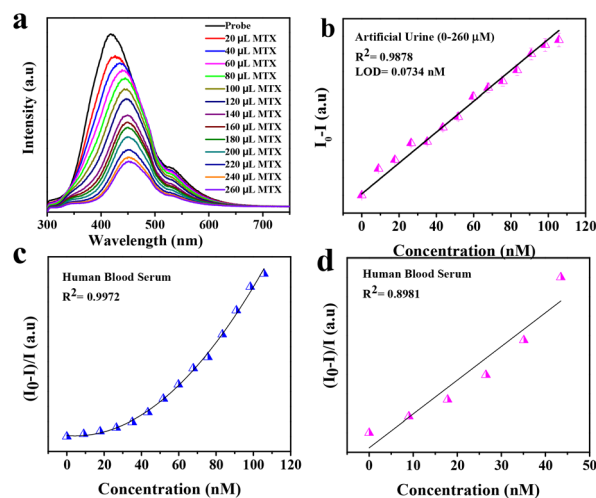 a
Intensity (a.u)
Probe
20 µL MTX
40 µL MTX
60 µL MTX
80 µL MTX
100 µL MTX
120 µL MTX
140 µL MTX
160 µL MTX
180 µL MTX
200 µL MTX
220 µL MTX
240 µL MTX
260 µL MTX
300 400 500 600 700
Wavelength (nm)
b
I₀-I (a.u)
Artificial Urine (0-260 µM)
R²= 0.9878
LOD= 0.0734 nM
0 20 40 60 80 100 120
Concentration (nM)
c
(I₀-I)/I (a.u)
Human Blood Serum
R²= 0.9972
0 20 40 60 80 100 120
Concentration (nM)
d
(I₀-I)/I (a.u)
Human Blood Serum
R²= 0.8981
0 10 20 30 40 50
Concentration (nM)